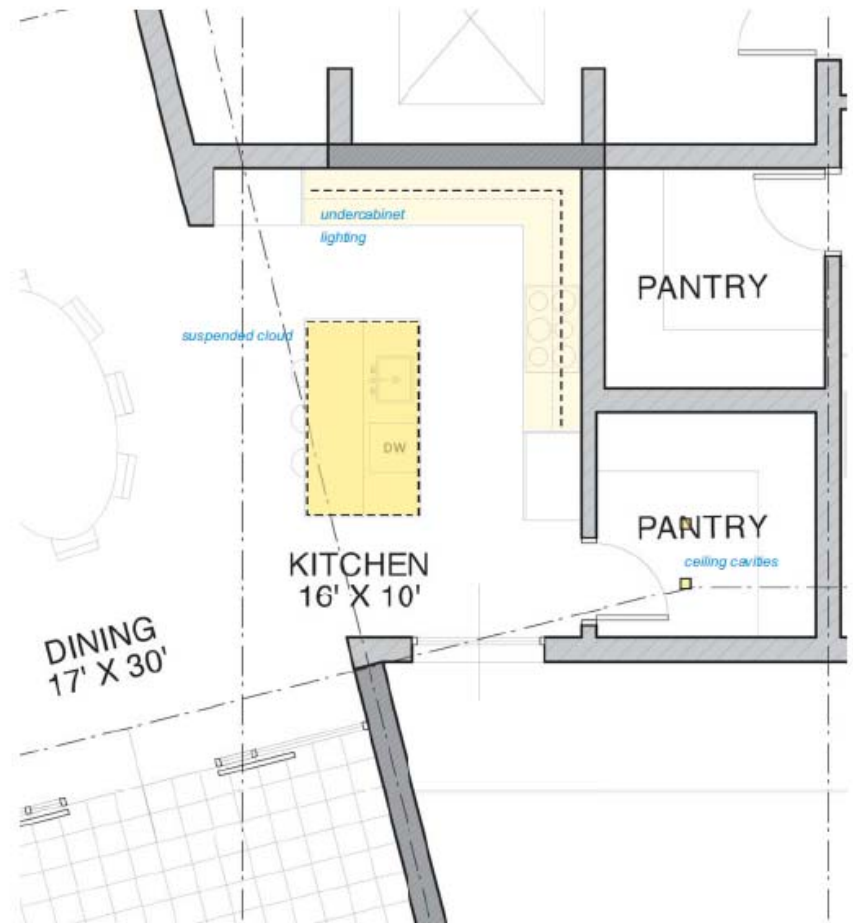 undercabinet
lighting
PANTRY
suspended cloud
DW
PANTRY
ceiling cavities
KITCHEN
16' X 10'
DINING
17' X 30'